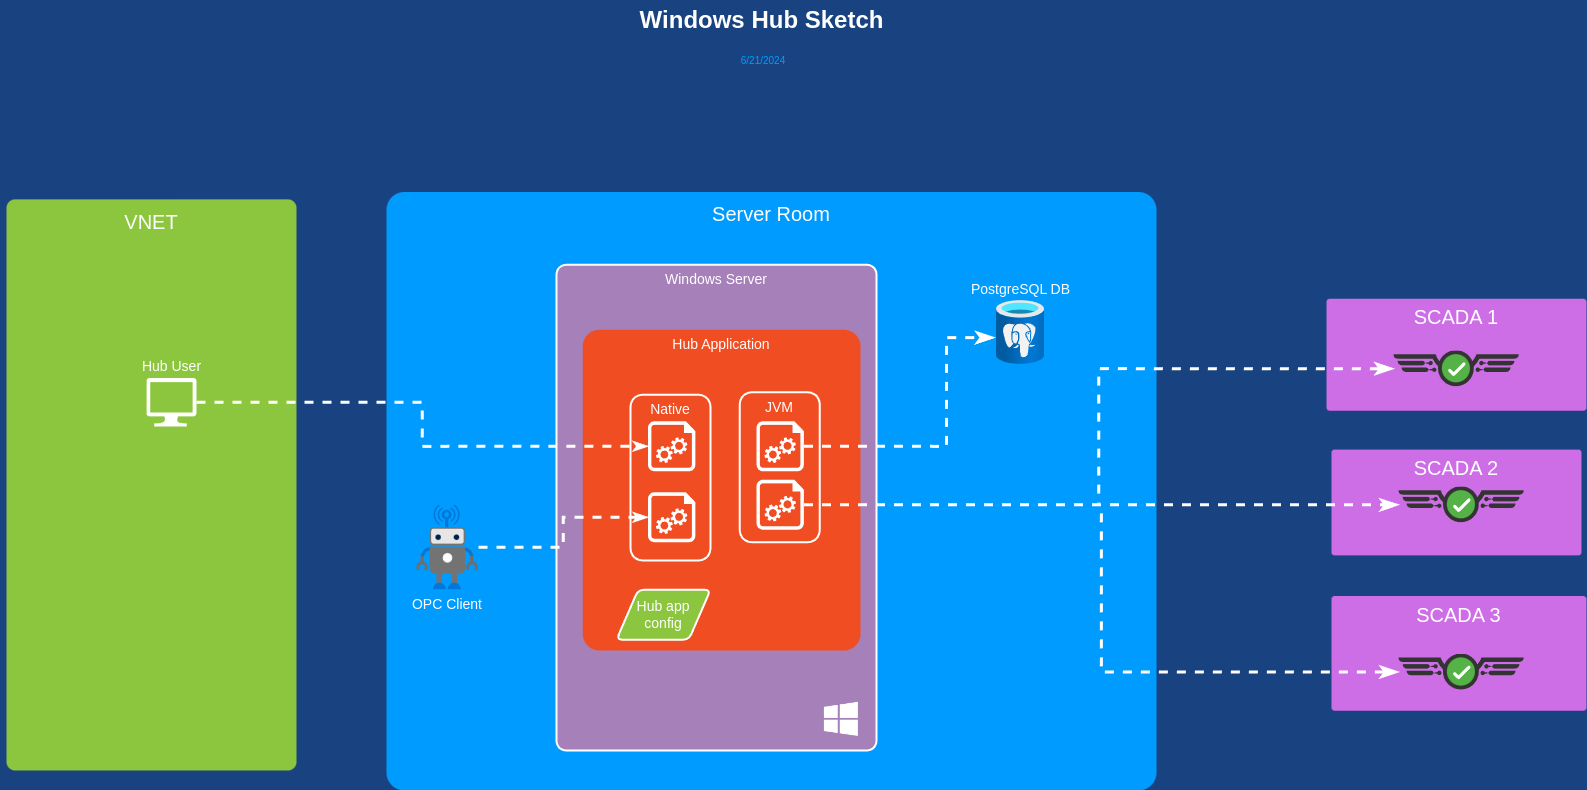 Windows Hub Sketch
6/21/2024
VNET
Hub User
Server Room
OPC Client
Windows Server
Hub Application
Native
JVM
Hub app
config
PostgreSQL DB
SCADA 1
SCADA 2
SCADA 3